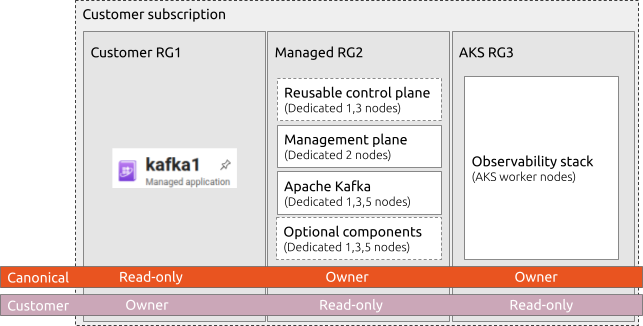 Customer subscription
Customer RG1
Managed RG2
AKS RG3
kafka1
Managed application
Reusable control plane
(Dedicated 1,3 nodes)
Management plane
(Dedicated 2 nodes)
Apache Kafka
(Dedicated 1,3,5 nodes)
Optional components
(Dedicated 1,3,5 nodes)
Observability stack
(AKS worker nodes)
Canonical Read-only Owner Owner
Customer Owner Read-only Read-only